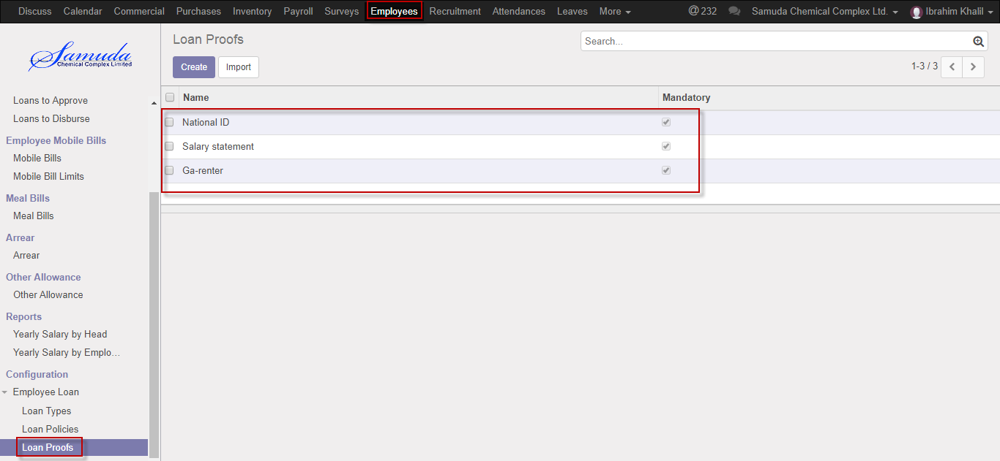 Discuss Calendar Commercial Purchases Inventory Payroll Surveys Employees Recruitment Attendances Leaves More @ 232 Samuda Chemical Complex Ltd. Ibrahim Khalil
Samuda
Chemical Complex Limited
Loans to Approve
Loans to Disburse
Employee Mobile Bills
Mobile Bills
Mobile Bill Limits
Meal Bills
Meal Bills
Arrear
Arrear
Other Allowance
Other Allowance
Reports
Yearly Salary by Head
Yearly Salary by Emplo...
Configuration
Employee Loan
Loan Types
Loan Policies
Loan Proofs
Loan Proofs
Search...
Create Import
1-3 / 3
Name Mandatory
National ID
Salary statement
Ga-renter